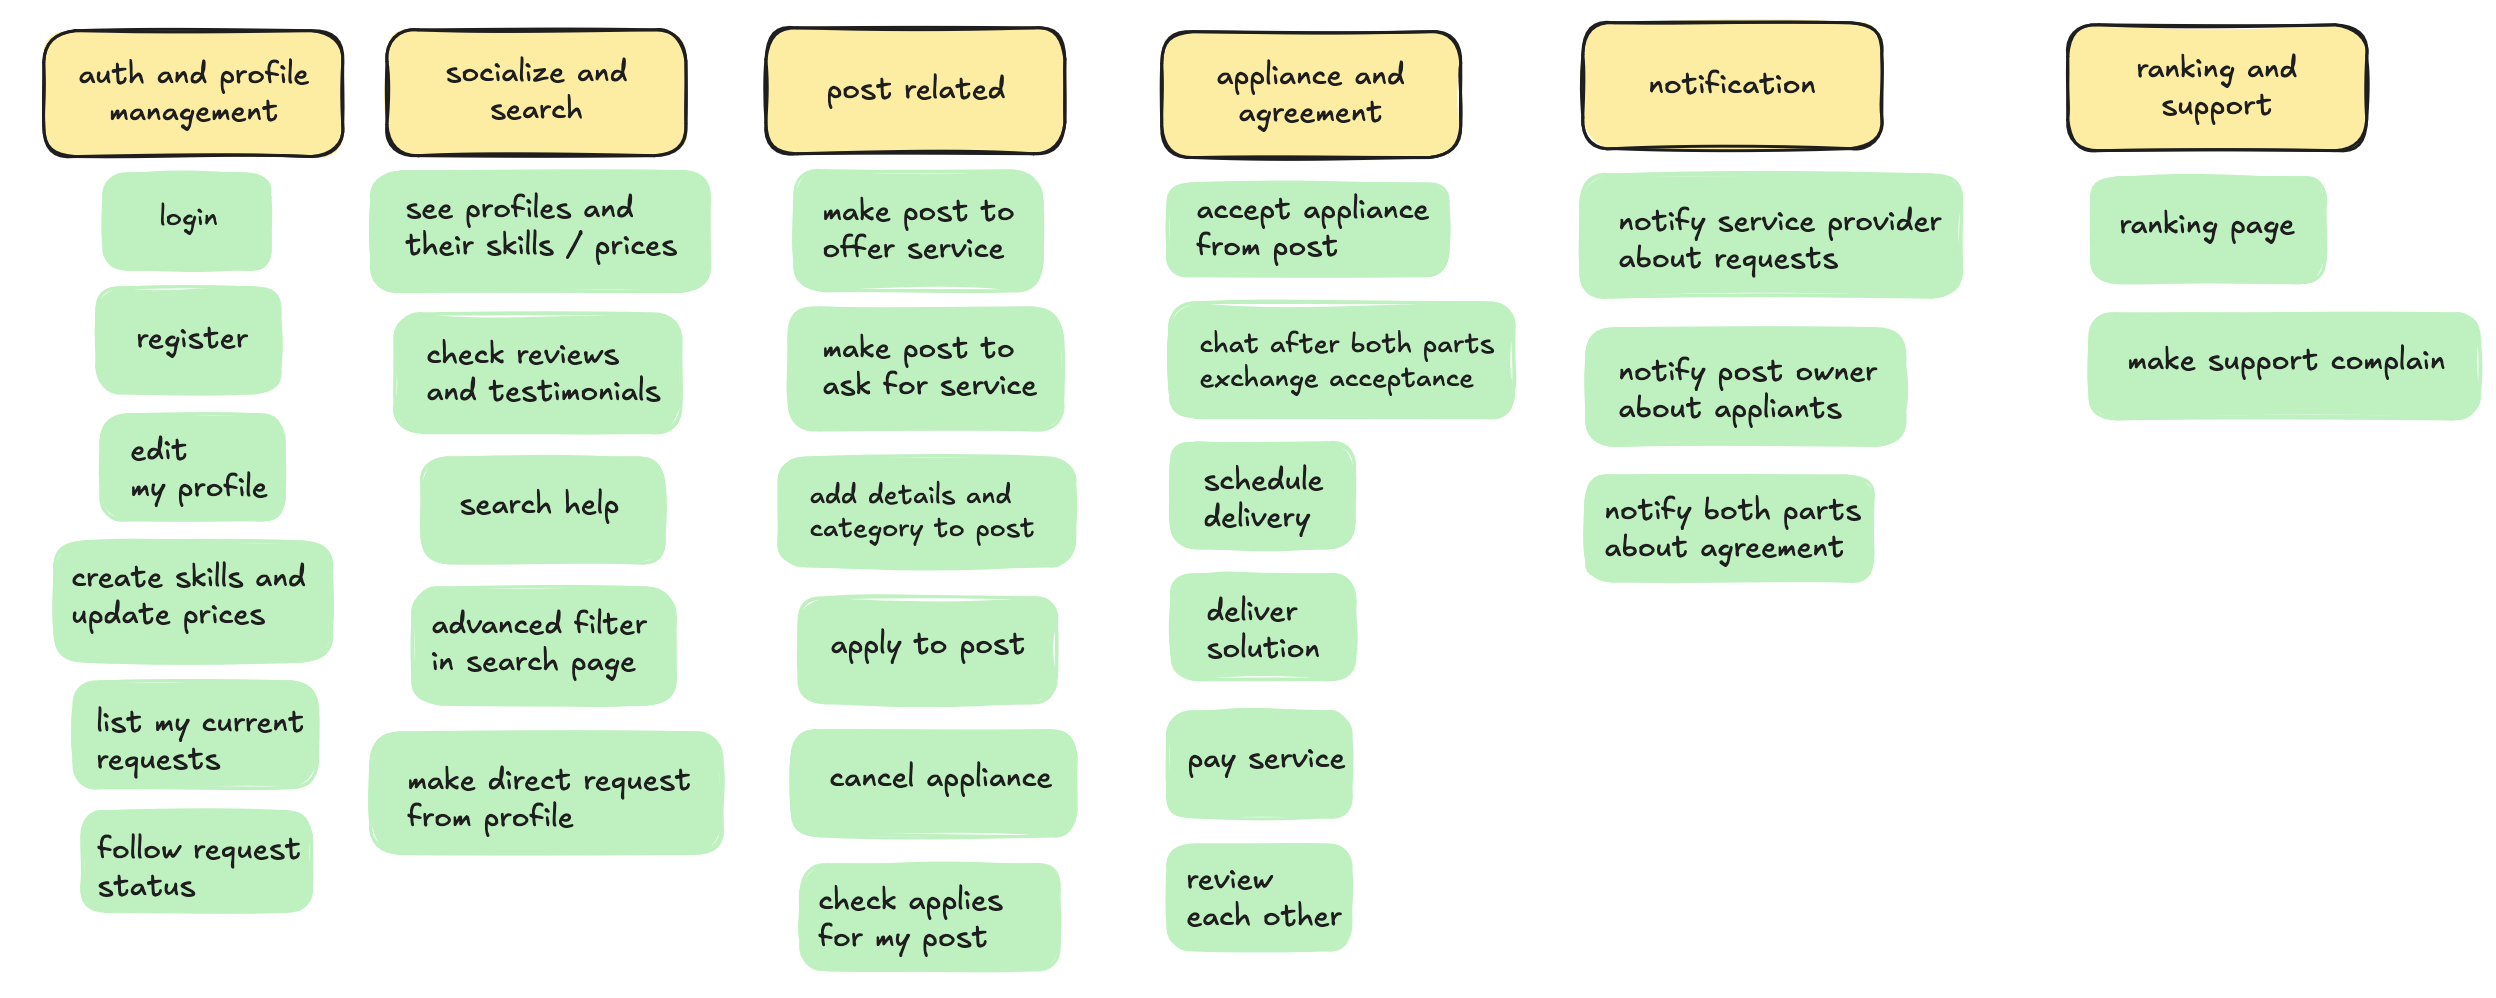 auth and profile
management
login
register
edit
my profile
create skills and
update prices
list my current
requests
follow request
status
socialize and
search
see profiles ad
their skills / prices
check reviews
and testimonials
search help
advanced filter
in search page
make direct request
from profile
post related
make post to
offer service
make post to
ask for service
add details and
category to post
apply to post
cancel appliance
check applies
for my post
appliance and
agreement
accept appliance
from post
chat after both parts
exchange acceptance
schedule
delivery
deliver
solution
pay service
review
each other
notification
notify service provider
about requests
notify post owner
about appliants
notify both parts
about agreement
ranking and
support
ranking page
make support complain